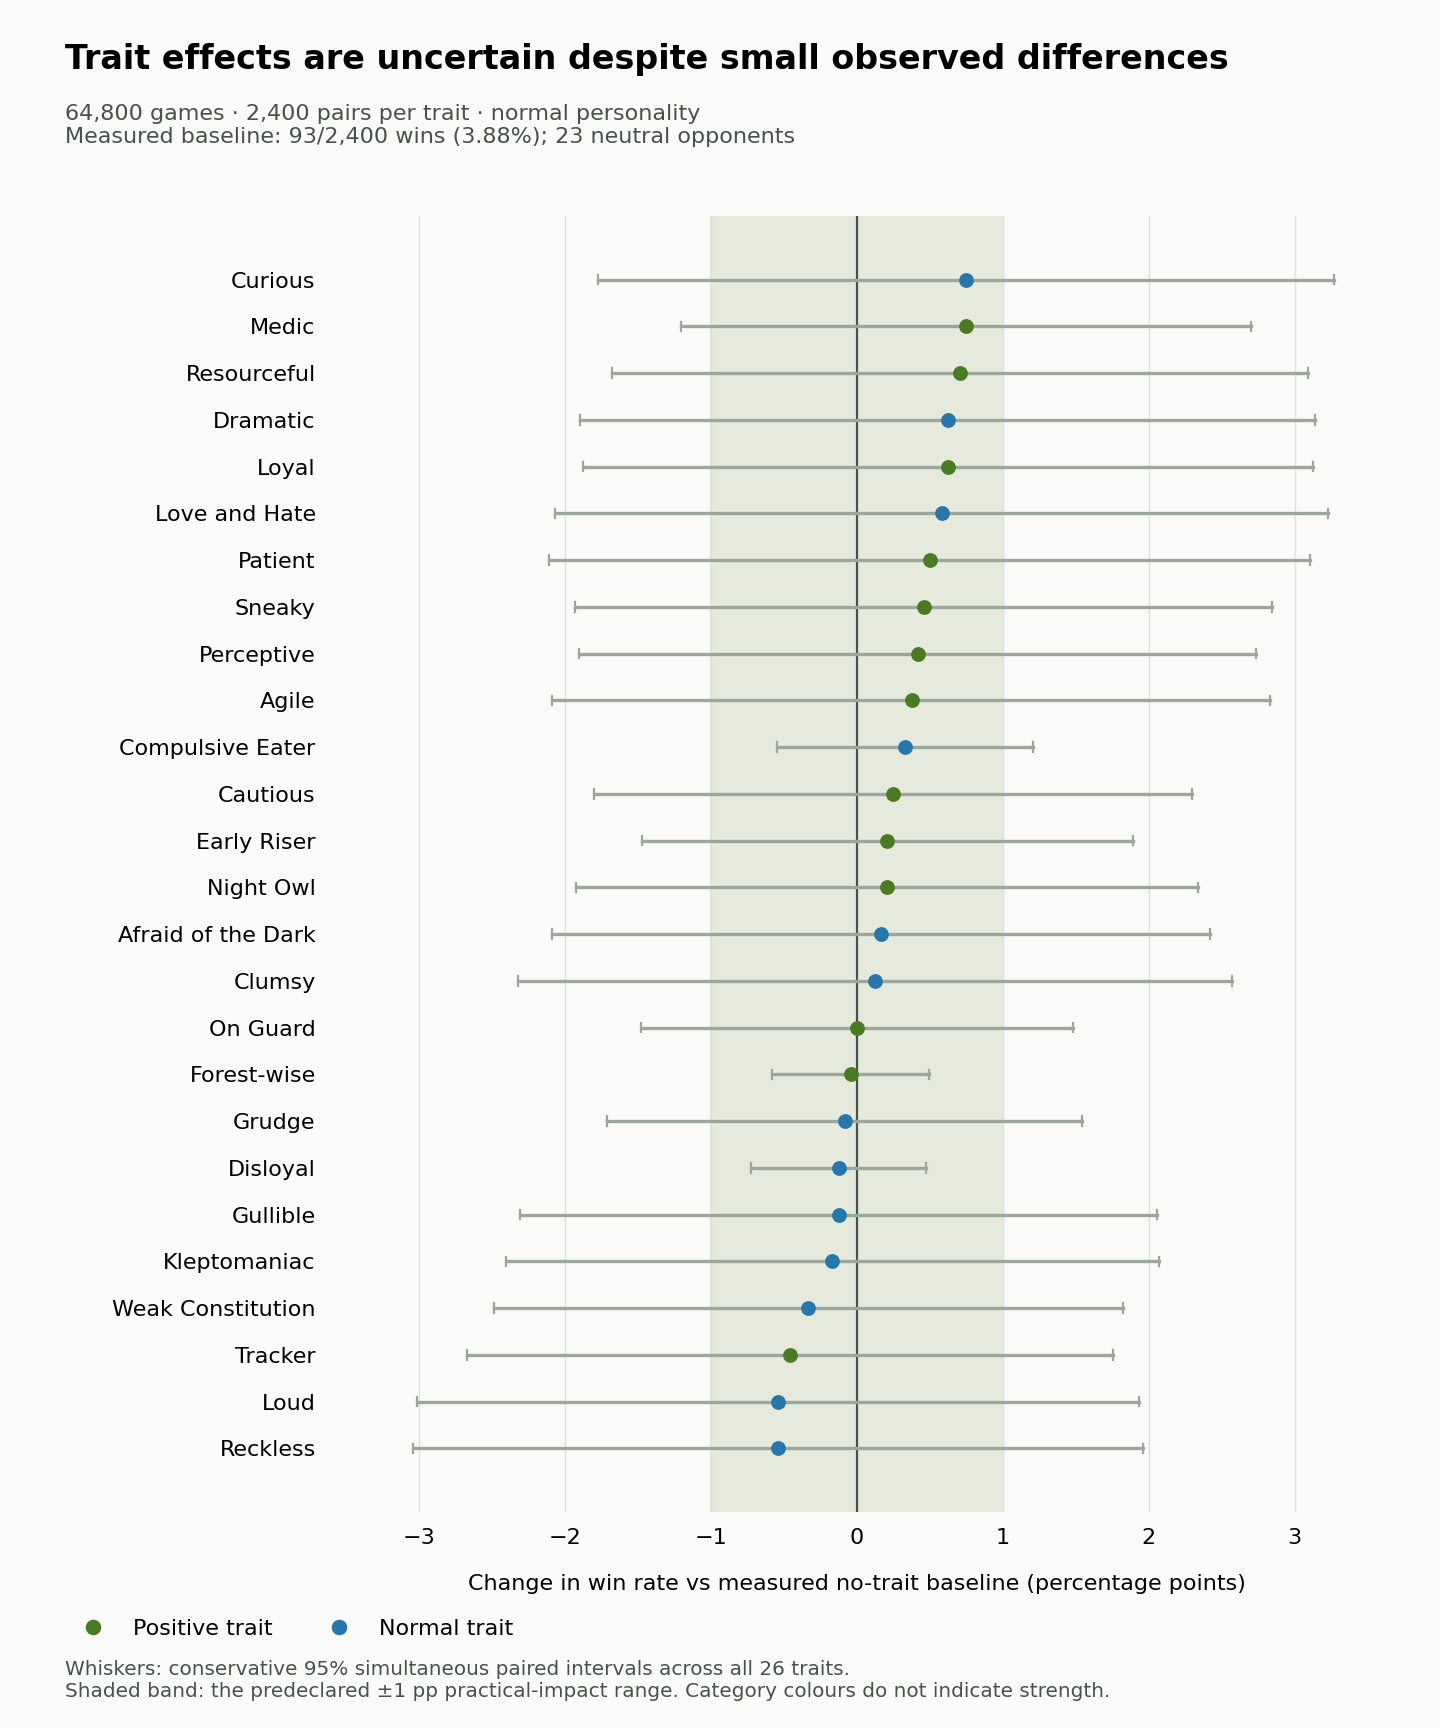 Trait effects are uncertain despite small observed differences
64,800 games · 2,400 pairs per trait · normal personality
Measured baseline: 93/2,400 wins (3.88%); 23 neutral opponents
Curious
Medic
Resourceful
Dramatic
Loyal
Love and Hate
Patient
Sneaky
Perceptive
Agile
Compulsive Eater
Cautious
Early Riser
Night Owl
Afraid of the Dark
Clumsy
On Guard
Forest-wise
Grudge
Disloyal
Gullible
Kleptomaniac
Weak Constitution
Tracker
Loud
Reckless
−3 −2 −1 0 1 2 3
Change in win rate vs measured no-trait baseline (percentage points)
Positive trait Normal trait
Whiskers: conservative 95% simultaneous paired intervals across all 26 traits.
Shaded band: the predeclared ±1 pp practical-impact range. Category colours do not indicate strength.